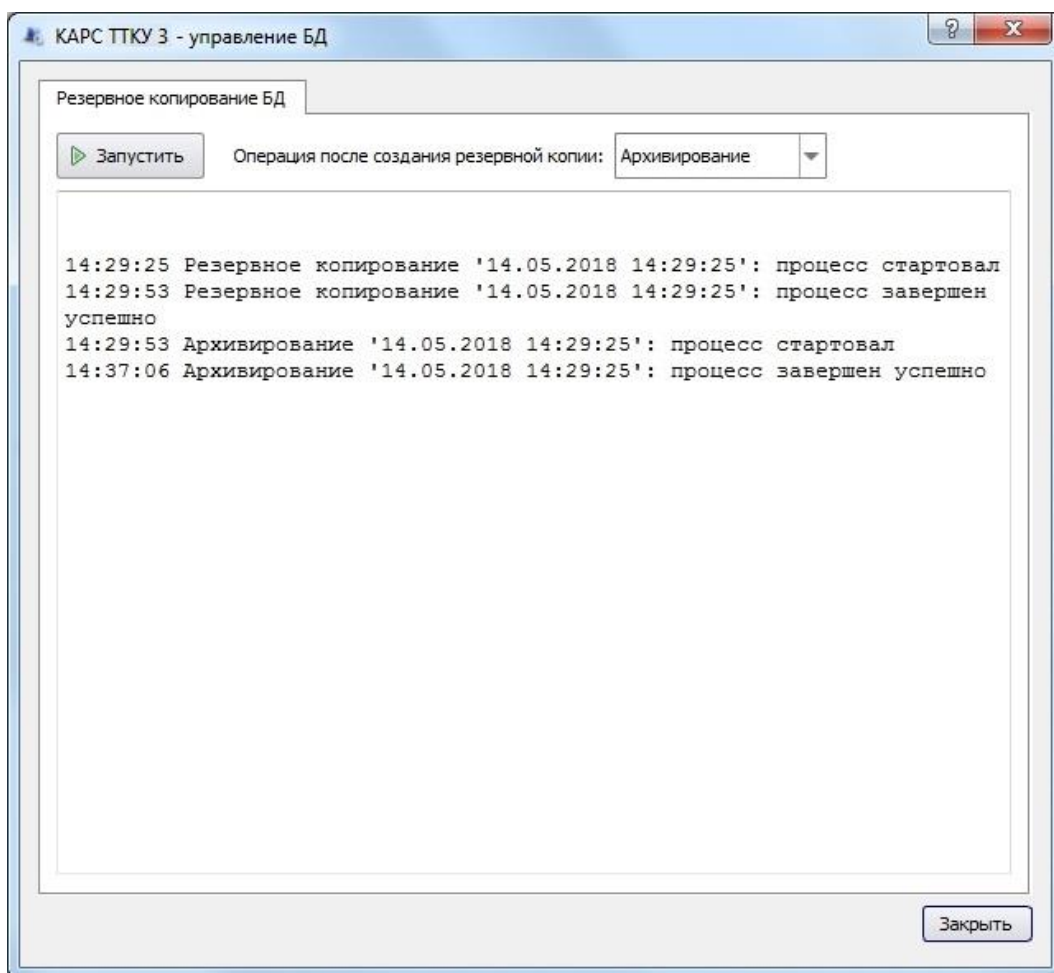 КАРС ТТКУ 3 - управление БД
Резервное копирование БД
Запустить
Операция после создания резервной копии: Архивирование
14:29:25 Резервное копирование '14.05.2018 14:29:25': процесс стартовал
14:29:53 Резервное копирование '14.05.2018 14:29:25': процесс завершен
успешно
14:29:53 Архивирование '14.05.2018 14:29:25': процесс стартовал
14:37:06 Архивирование '14.05.2018 14:29:25': процесс завершен успешно
Закрыть